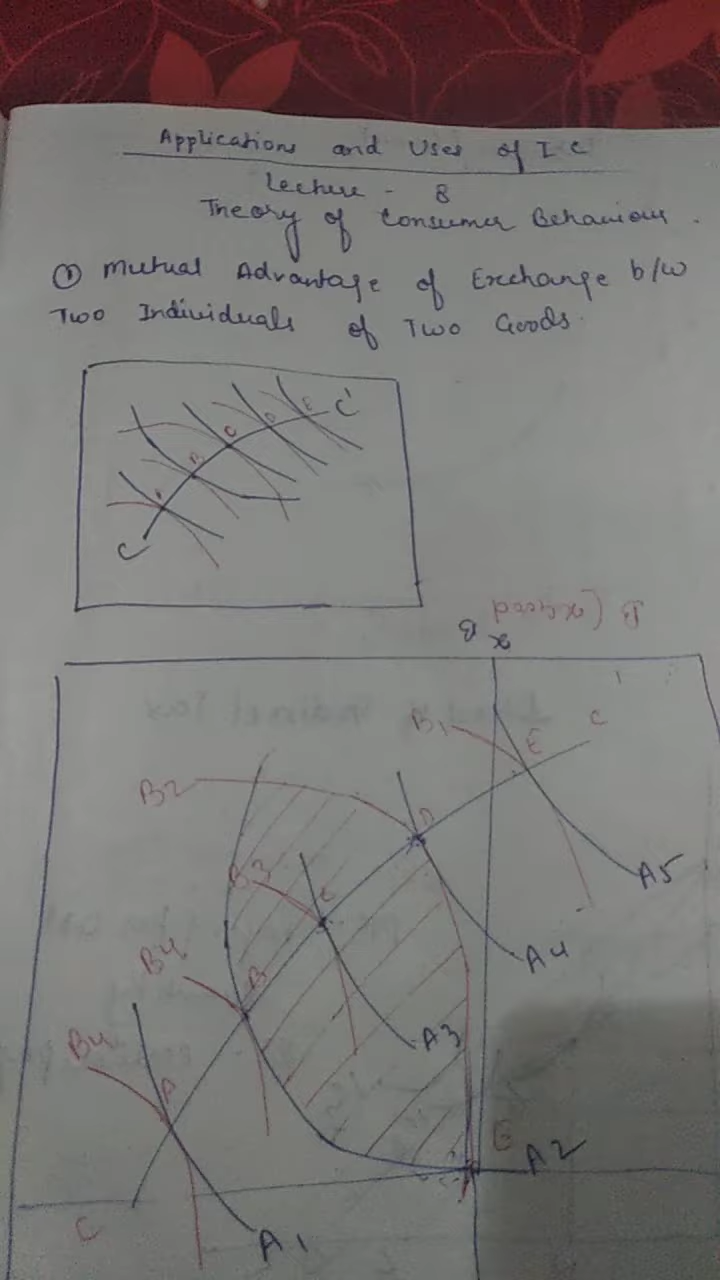 Applications and Uses of I C
Lecture - 8
Theory of Consumer Behaviour.
① Mutual Advantage of Exchange b/w
Two Individuals of Two Goods.
C'
E
D
C
B
A
C
B (x good
B x
B1
E
C'
B2
D
A5
B3
C
A4
B4
B
A3
B4
A
E
A2
C
A1